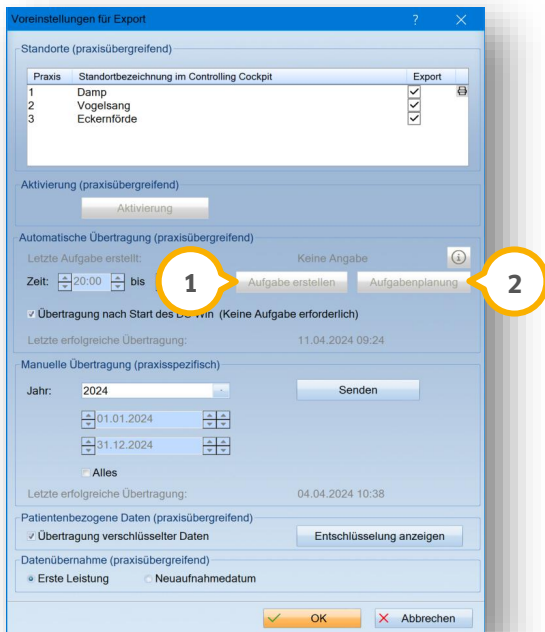 Voreinstellungen für Export
Standorte (praxisübergreifend)
Praxis Standortbezeichnung im Controlling Cockpit Export
1 Damp
2 Vogelsang
3 Eckernförde
Aktivierung (praxisübergreifend)
Aktivierung
Automatische Übertragung (praxisübergreifend)
Letzte Aufgabe erstellt: Keine Angabe
Zeit: 20:00 bis Aufgabe erstellen Aufgabenplanung
1 2
Übertragung nach Start des DS-Win (Keine Aufgabe erforderlich)
Letzte erfolgreiche Übertragung: 11.04.2024 09:24
Manuelle Übertragung (praxisspezifisch)
Jahr: 2024 Senden
01.01.2024
31.12.2024
Alles
Letzte erfolgreiche Übertragung: 04.04.2024 10:38
Patientenbezogene Daten (praxisübergreifend)
Übertragung verschlüsselter Daten Entschlüsselung anzeigen
Datenübernahme (praxisübergreifend)
Erste Leistung Neuaufnahmedatum
OK Abbrechen